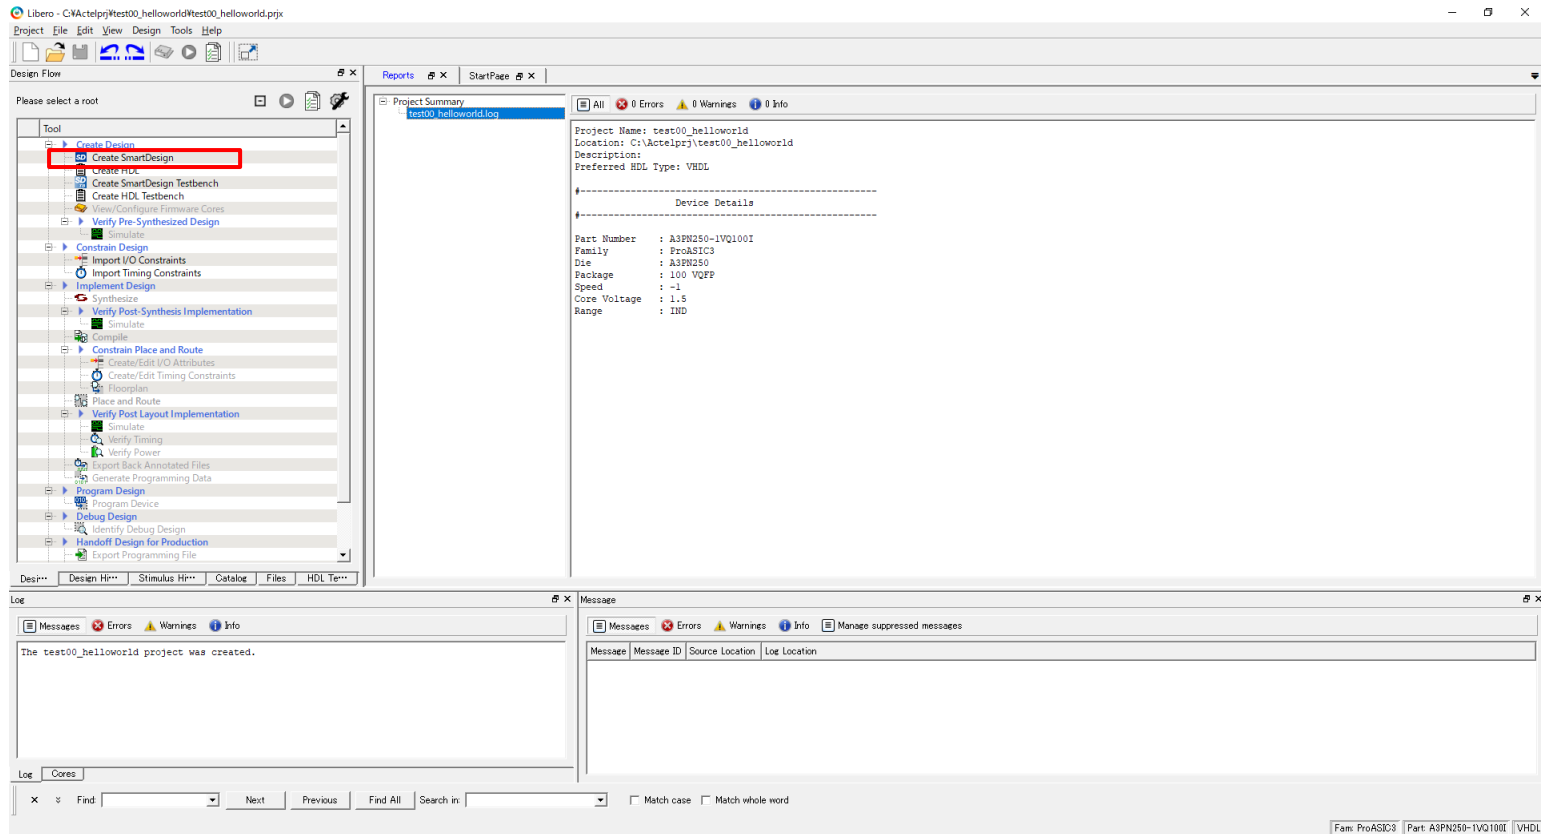 Libero - C:¥Actelprj¥test00_helloworld¥test00_helloworld.prjx
Project File Edit View Design Tools Help
Design Flow
Reports
StartPage
Please select a root
Tool
Create Design
Create SmartDesign
Create HDL
Create SmartDesign Testbench
Create HDL Testbench
View/Configure Firmware Cores
Verify Pre-Synthesized Design
Simulate
Constrain Design
Import I/O Constraints
Import Timing Constraints
Implement Design
Synthesize
Verify Post-Synthesis Implementation
Simulate
Compile
Constrain Place and Route
Create/Edit I/O Attributes
Create/Edit Timing Constraints
Floorplan
Place and Route
Verify Post Layout Implementation
Simulate
Verify Timing
Verify Power
Export Back Annotated Files
Generate Programming Data
Program Design
Program Device
Debug Design
Identify Debug Design
Handoff Design for Production
Export Programming File
Desi… Design Hi… Stimulus Hi… Catalog Files HDL Te…
Project Summary
test00_helloworld.log
All 0 Errors 0 Warnings 0 Info
Project Name: test00_helloworld
Location: C:\Actelprj\test00_helloworld
Description:
Preferred HDL Type: VHDL
#----------------------------------------------------
Device Details
#----------------------------------------------------
Part Number : A3PN250-1VQ100I
Family : ProASIC3
Die : A3PN250
Package : 100 VQFP
Speed : -1
Core Voltage : 1.5
Range : IND
Log
Messages Errors Warnings Info
The test00_helloworld project was created.
Log Cores
Message
Messages Errors Warnings Info Manage suppressed messages
Message Message ID Source Location Log Location
Find: Next Previous Find All Search in: Match case Match whole word
Fam: ProASIC3 Part: A3PN250-1VQ100I VHDL